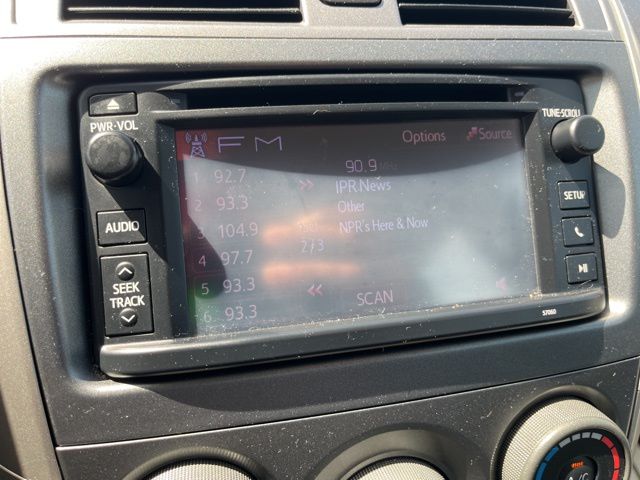 PWR·VOL
TUNE·SCROLL
FM
Options
Source
90.9 MHz
IPR News
Other
NPR's Here & Now
1 92.7
2 93.3
3 104.9
4 97.7
5 93.3
6 93.3
2/3
SCAN
AUDIO
SEEK
TRACK
SETUP
57060
A/C